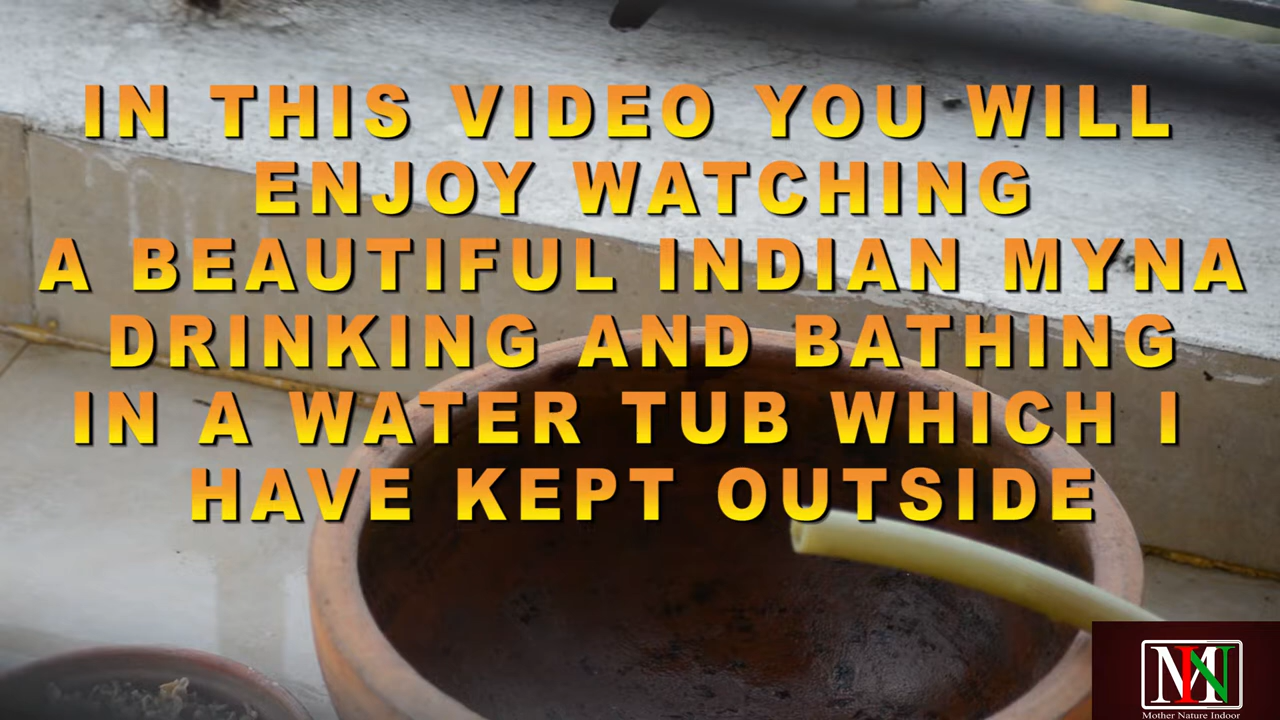 IN THIS VIDEO YOU WILL
ENJOY WATCHING
A BEAUTIFUL INDIAN MYNA
DRINKING AND BATHING
IN A WATER TUB WHICH I
HAVE KEPT OUTSIDE
MIN
Mother Nature Indoor